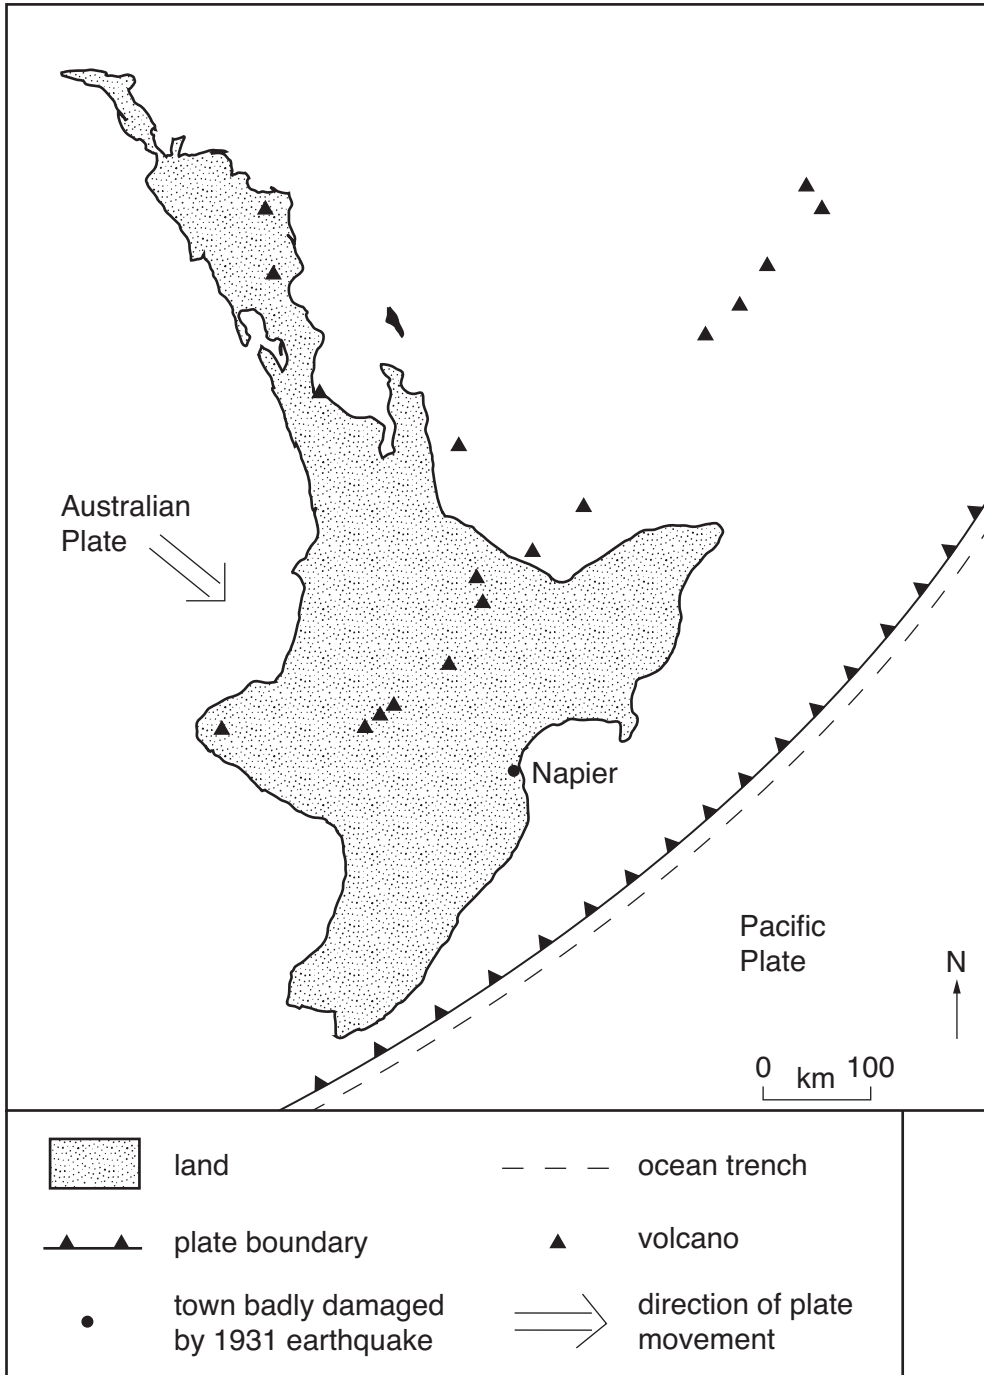 Australian
Plate
Napier
Pacific
Plate
N
0 km 100
land
ocean trench
plate boundary
volcano
town badly damaged
by 1931 earthquake
direction of plate
movement